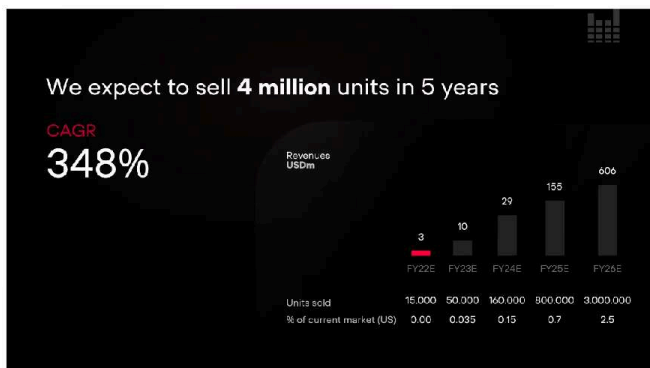 We expect to sell 4 million units in 5 years
CAGR
348%
Revenues
USDm
3 10 29 155 606
FY22E FY23E FY24E FY25E FY26E
Units sold 15.000 50.000 160.000 800.000 3.000.000
% of current market (US) 0.00 0.035 0.15 0.7 2.5